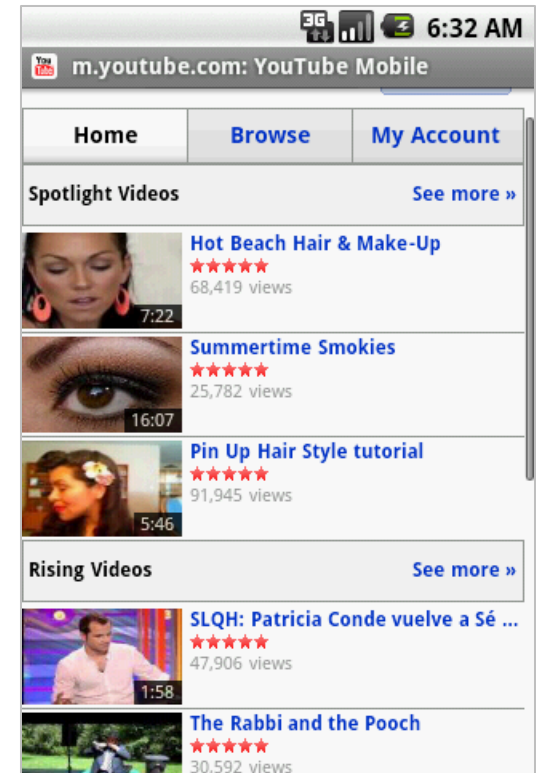 3G
6:32 AM
You
Tube
m.youtube.com: YouTube Mobile
Home
Browse
My Account
Spotlight Videos
See more »
Hot Beach Hair & Make-Up
68,419 views
7:22
Summertime Smokies
25,782 views
16:07
Pin Up Hair Style tutorial
91,945 views
5:46
Rising Videos
See more »
SLQH: Patricia Conde vuelve a Sé ...
47,906 views
1:58
The Rabbi and the Pooch
30,592 views